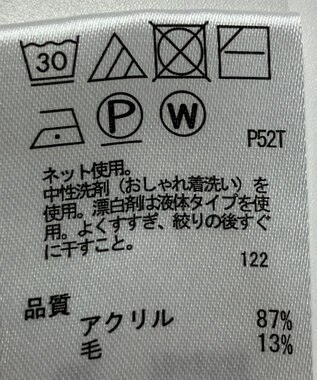 30
P W
P52T
ネット使用。
中性洗剤（おしゃれ着洗い）を
使用。漂白剤は液体タイプを使
用。よくすすぎ、絞りの後すぐ
に干すこと。
122
品質
アクリル 87%
毛 13%